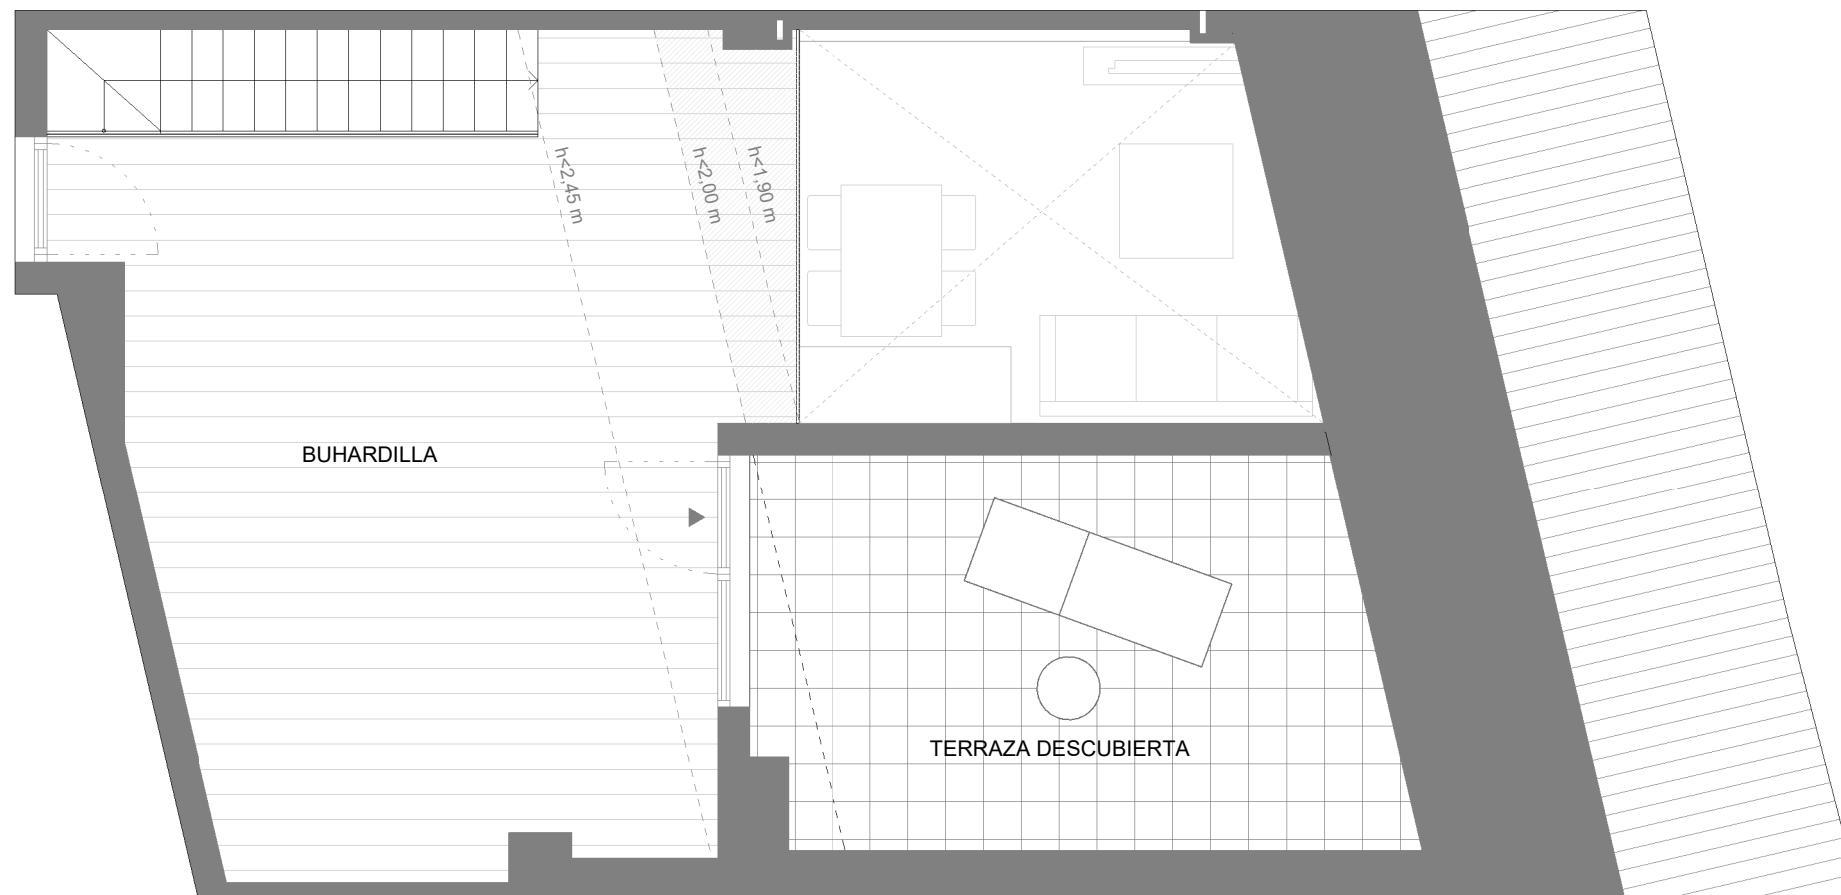 h<2,45 m
h<2,00 m
h<1,90 m
BUHARDILLA
TERRAZA DESCUBIERTA